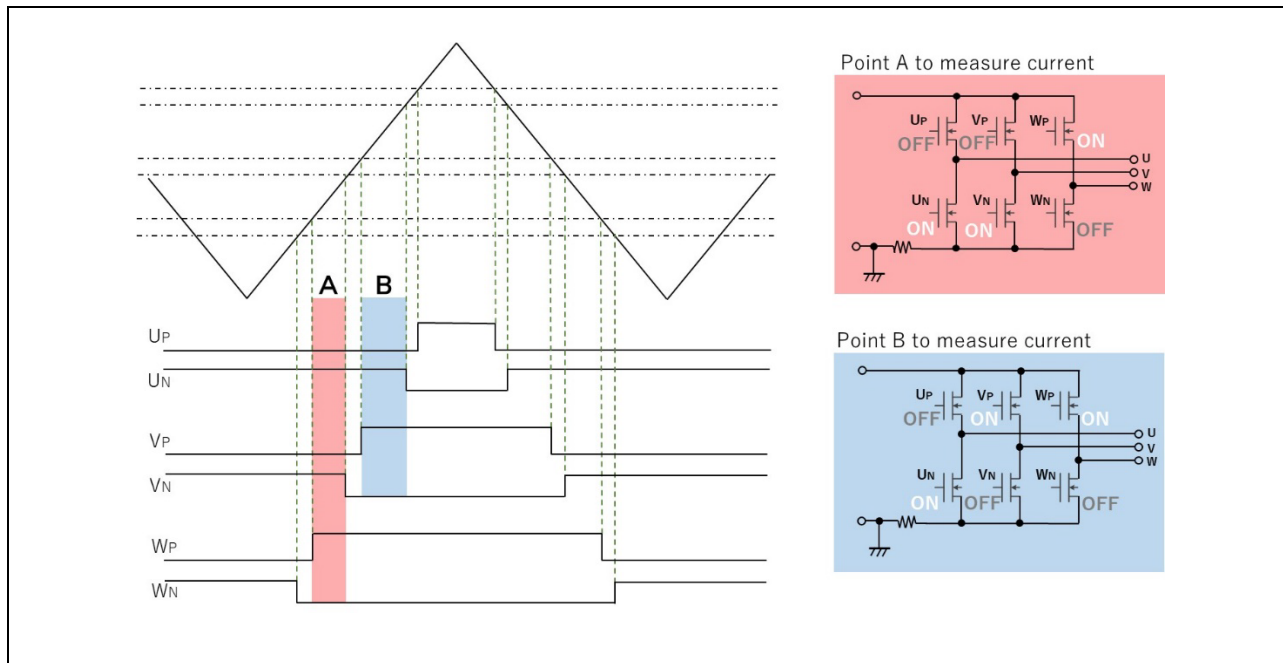 A
B
UP
UN
VP
VN
WP
WN
Point A to measure current
UP
VP
WP
OFF
OFF
ON
U
V
W
UN
VN
WN
ON
ON
OFF
Point B to measure current
UP
VP
WP
OFF
ON
ON
U
V
W
UN
VN
WN
ON
OFF
OFF